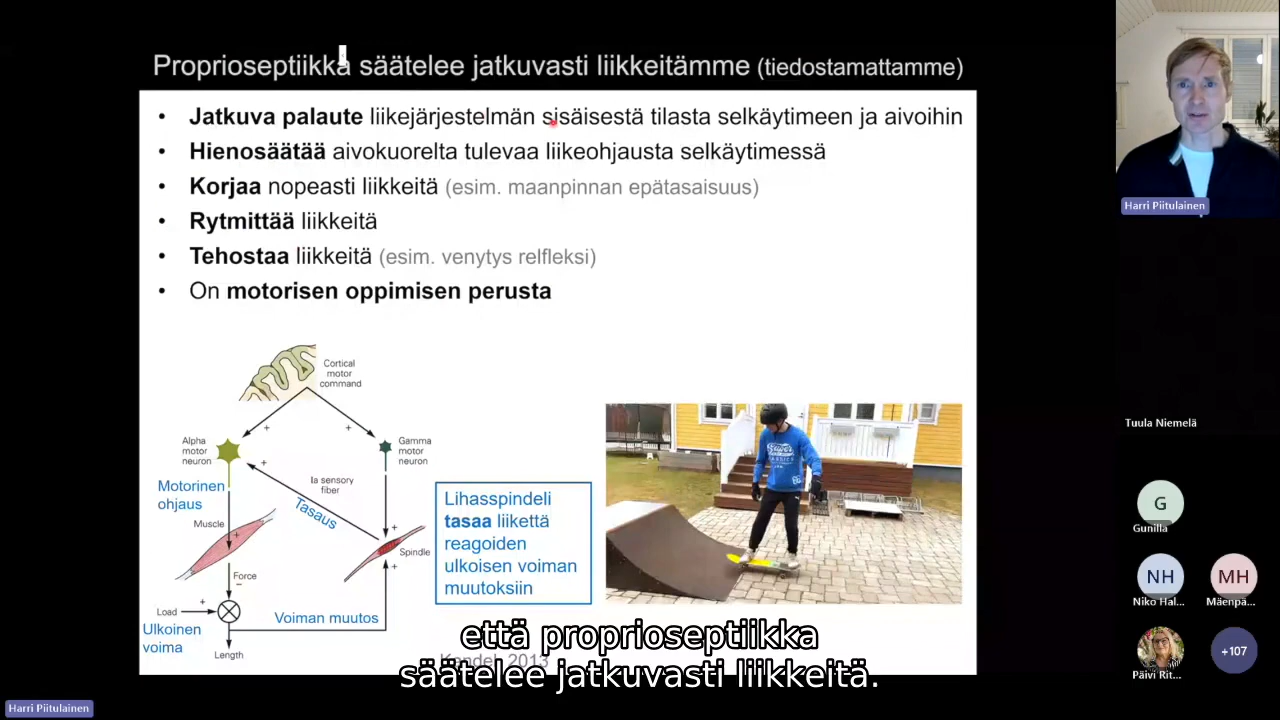 Proprioseptiikka säätelee jatkuvasti liikkeitämme (tiedostamattamme)
• Jatkuva palaute liikejärjestelmän sisäisestä tilasta selkäytimeen ja aivoihin
• Hienosäätää aivokuorelta tulevaa liikeohjausta selkäytimessä
• Korjaa nopeasti liikkeitä (esim. maanpinnan epätasaisuus)
• Rytmittää liikkeitä
• Tehostaa liikkeitä (esim. venytys relfleksi)
• On motorisen oppimisen perusta
Cortical
motor
command
+ +
Alpha
motor
neuron
Gamma
motor
neuron
+
Ia sensory
fiber
Motorinen
ohjaus
Tasaus
Muscle
+
+
Spindle
+
Force
−
Load
+
Ulkoinen
voima
Voiman muutos
Length
Lihasspindeli
tasaa liikettä
reagoiden
ulkoisen voiman
muutoksiin
Kandel, 2013
että proprioseptiikka
säätelee jatkuvasti liikkeitä.
Harri Piitulainen
Tuula Niemelä
G
Gunilla
NH
Niko Hal...
MH
Mäenpä...
Päivi Rit...
+107
Harri Piitulainen